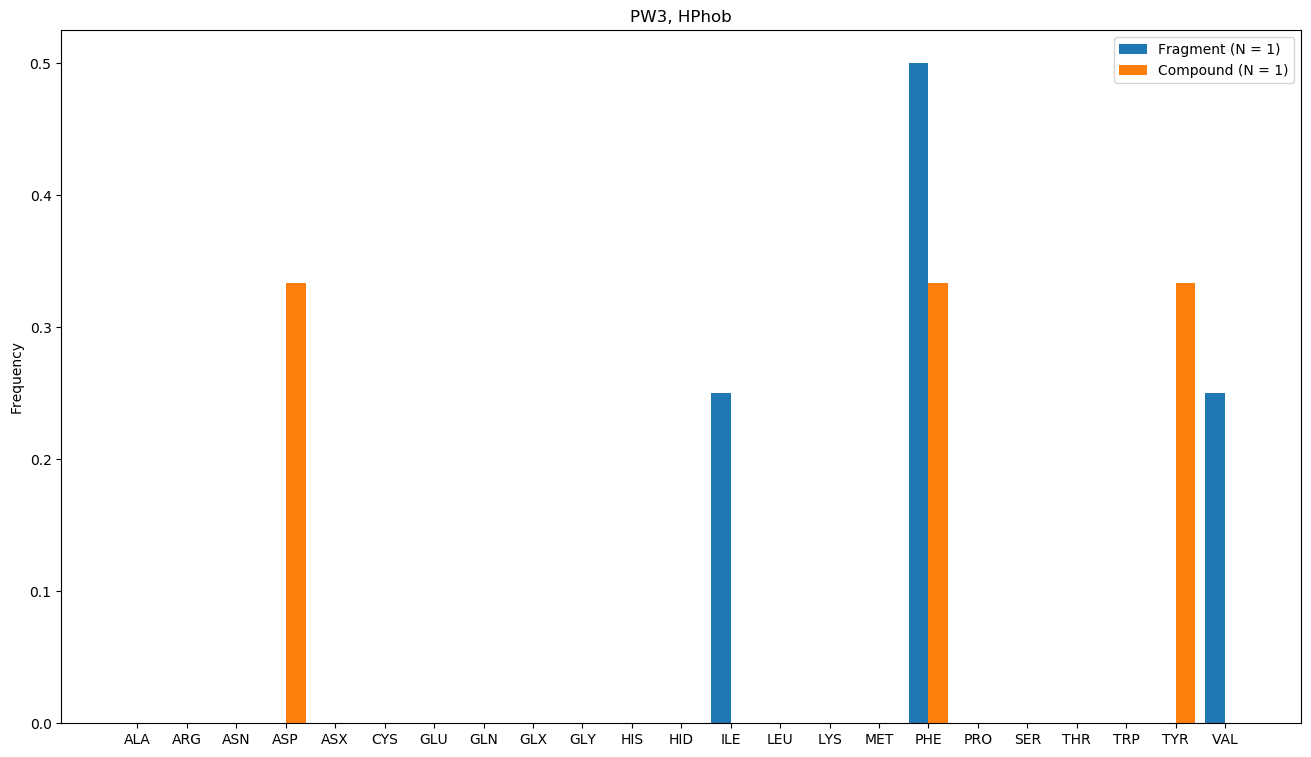 PW3, HPhob
Fragment (N = 1)
Compound (N = 1)
Frequency
0.5
0.4
0.3
0.2
0.1
0.0
ALA ARG ASN ASP ASX CYS GLU GLN GLX GLY HIS HID ILE LEU LYS MET PHE PRO SER THR TRP TYR VAL